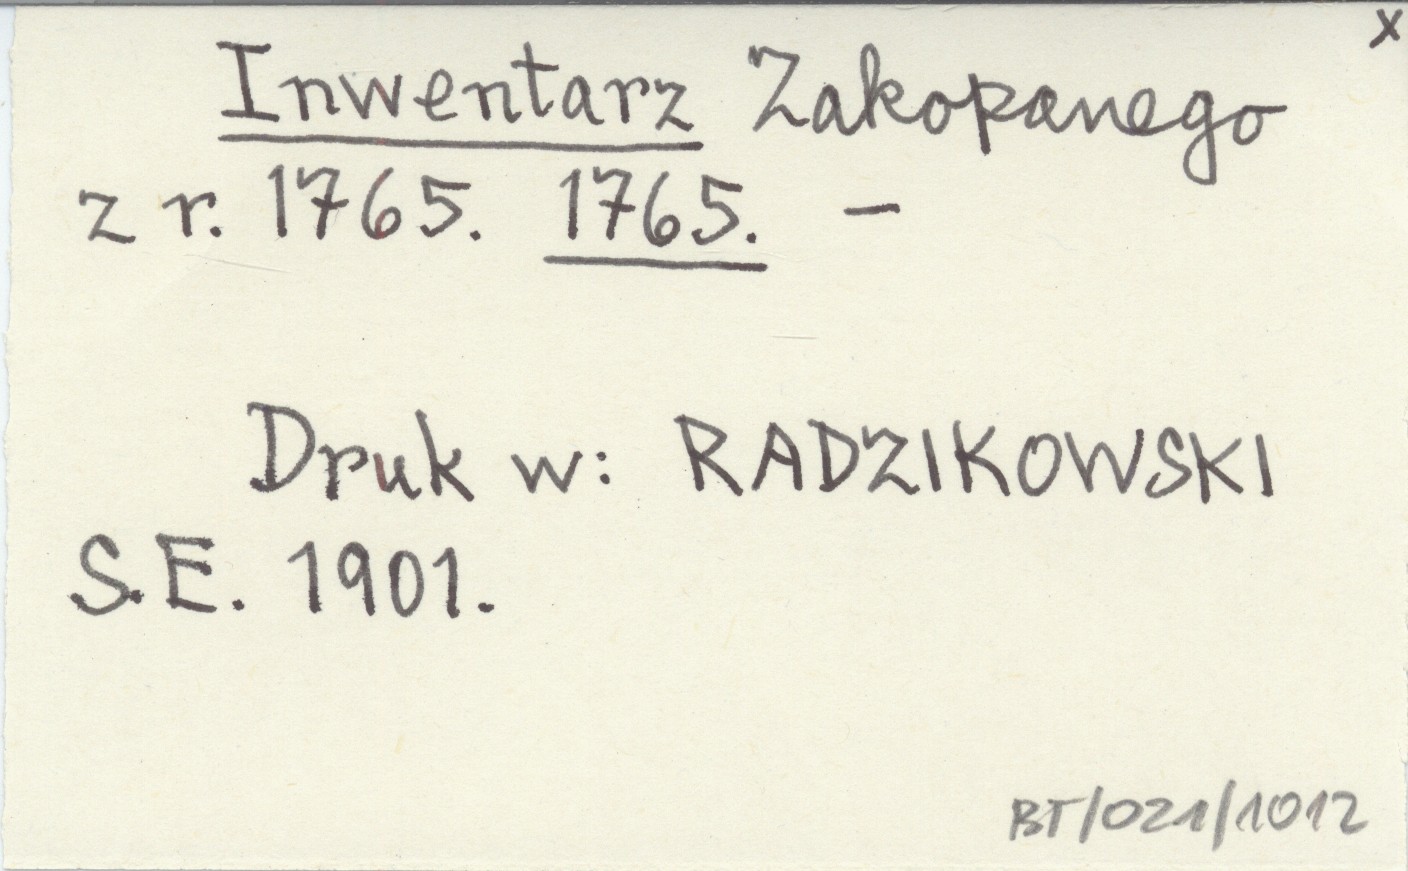 x
Inwentarz Zakopanego
z r. 1765. 1765. –
Druk w: RADZIKOWSKI
S.E. 1901.
BT/021/1012